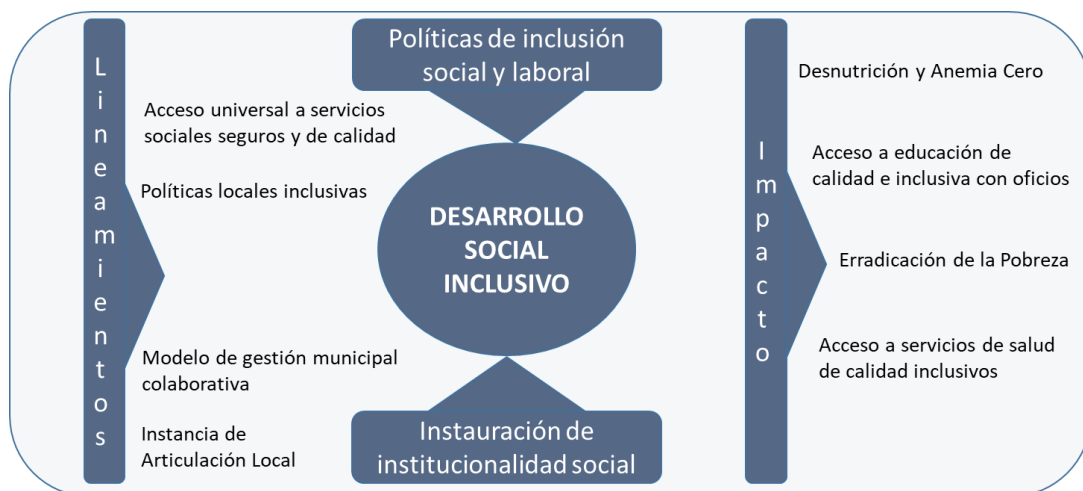 Lineamientos
Acceso universal a servicios
sociales seguros y de calidad
Políticas locales inclusivas
Modelo de gestión municipal
colaborativa
Instancia de
Articulación Local
Políticas de inclusión
social y laboral
DESARROLLO
SOCIAL
INCLUSIVO
Instauración de
institucionalidad social
Impacto
Desnutrición y Anemia Cero
Acceso a educación de
calidad e inclusiva con oficios
Erradicación de la Pobreza
Acceso a servicios de salud
de calidad inclusivos